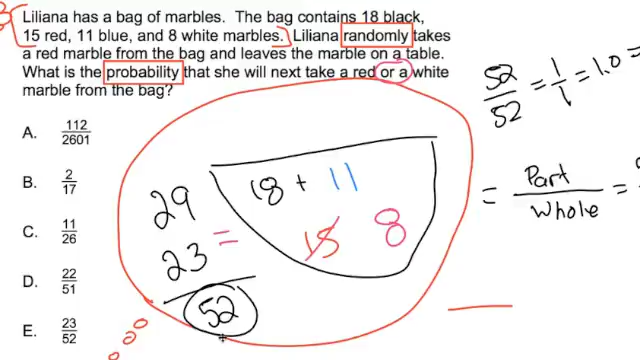 Liliana has a bag of marbles. The bag contains 18 black,
15 red, 11 blue, and 8 white marbles. Liliana randomly takes
a red marble from the bag and leaves the marble on a table.
What is the probability that she will next take a red or a white
marble from the bag?
A. 112/2601
B. 2/17
C. 11/26
D. 22/51
E. 23/52
29
23
52
18 + 11
=
15 8
52/52 = 1/1 = 1.0 =
= Part/Whole =